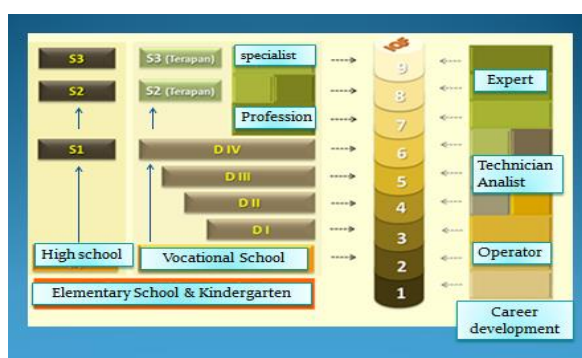 S3
S3 (Terapan)
specialist
9
Expert
S2
S2 (Terapan)
8
Profession
7
S1
D IV
6
Technician
Analist
D III
5
D II
4
D I
3
High school
Vocational School
2
Operator
Elementary School & Kindergarten
1
Career
development